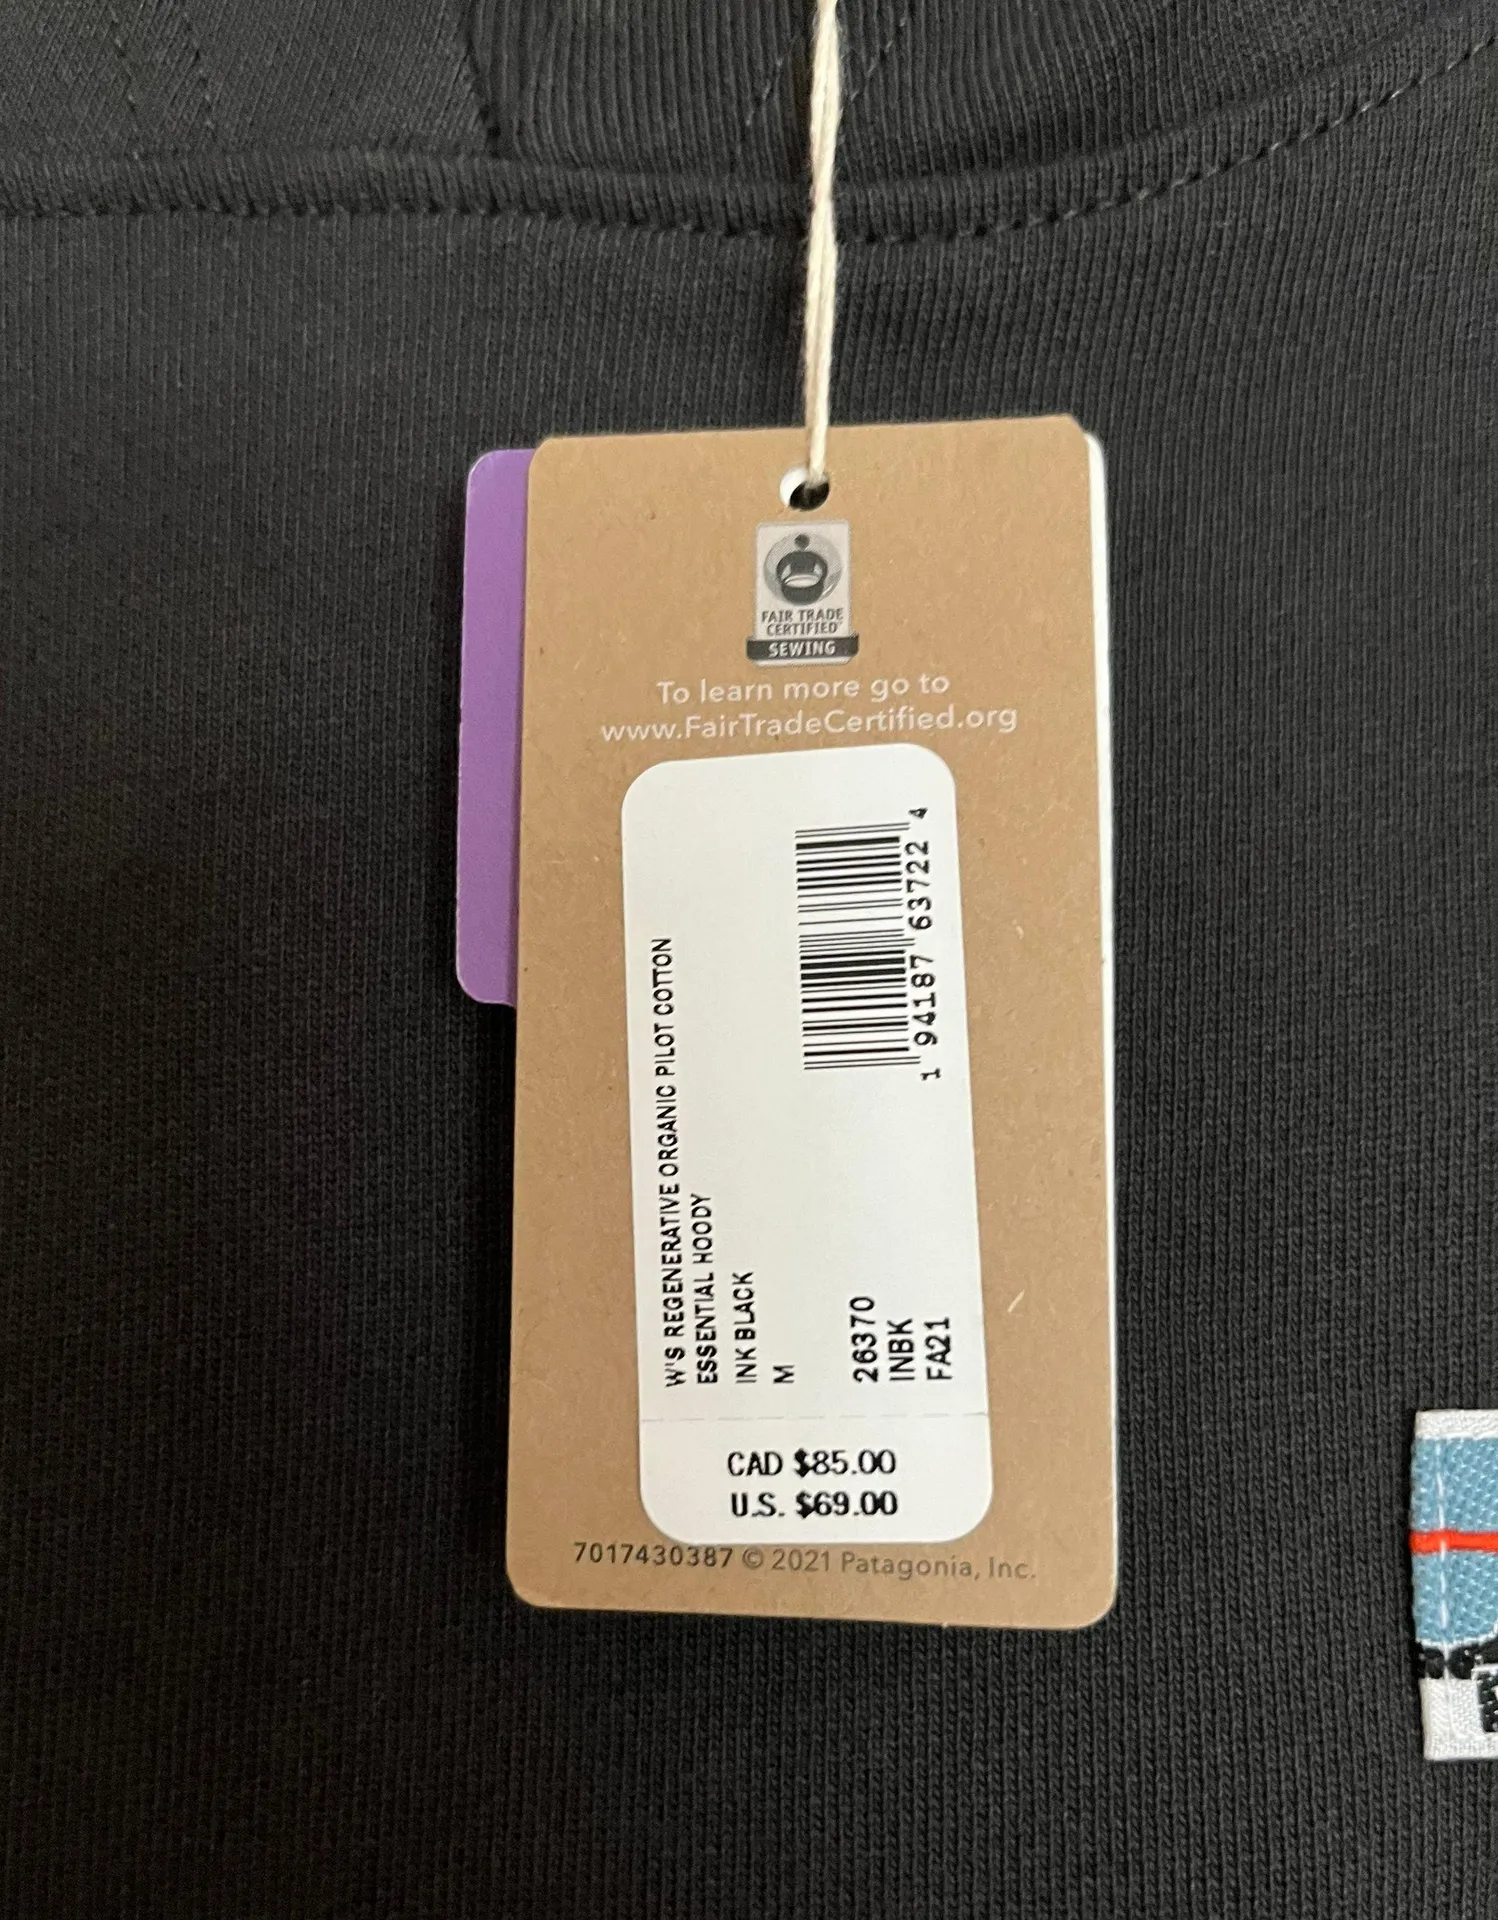 FAIR TRADE
CERTIFIED
SEWING
To learn more go to
www.FairTradeCertified.org
W'S REGENERATIVE ORGANIC PILOT COTTON
ESSENTIAL HOODY
INK BLACK
M
26370
INBK
FA21
1 94187 63722 4
CAD $85.00
U.S. $69.00
7017430387 © 2021 Patagonia, Inc.